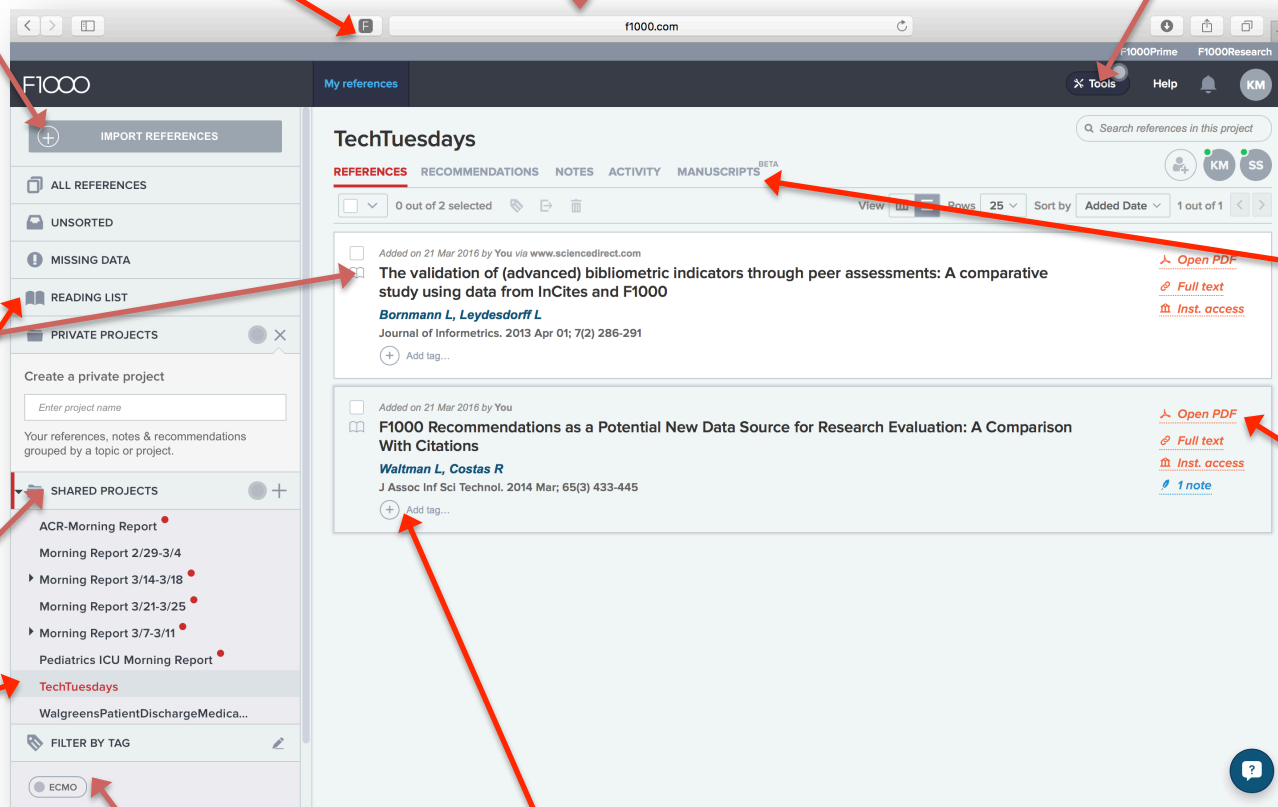 F
f1000.com
F1000Prime F1000Research
F1000
My references
Tools
Help
KM
IMPORT REFERENCES
ALL REFERENCES
UNSORTED
MISSING DATA
READING LIST
PRIVATE PROJECTS
Create a private project
Enter project name
Your references, notes & recommendations
grouped by a topic or project.
SHARED PROJECTS
ACR-Morning Report
Morning Report 2/29-3/4
Morning Report 3/14-3/18
Morning Report 3/21-3/25
Morning Report 3/7-3/11
Pediatrics ICU Morning Report
TechTuesdays
WalgreensPatientDischargeMedica...
FILTER BY TAG
ECMO
TechTuesdays
Search references in this project
REFERENCES RECOMMENDATIONS NOTES ACTIVITY MANUSCRIPTS BETA
KM SS
0 out of 2 selected View Rows 25 Sort by Added Date 1 out of 1
Added on 21 Mar 2016 by You via www.sciencedirect.com
The validation of (advanced) bibliometric indicators through peer assessments: A comparative
study using data from InCites and F1000
Bornmann L, Leydesdorff L
Journal of Informetrics. 2013 Apr 01; 7(2) 286-291
Add tag...
Open PDF
Full text
Inst. access
Added on 21 Mar 2016 by You
F1000 Recommendations as a Potential New Data Source for Research Evaluation: A Comparison
With Citations
Waltman L, Costas R
J Assoc Inf Sci Technol. 2014 Mar; 65(3) 433-445
Add tag...
Open PDF
Full text
Inst. access
1 note
?